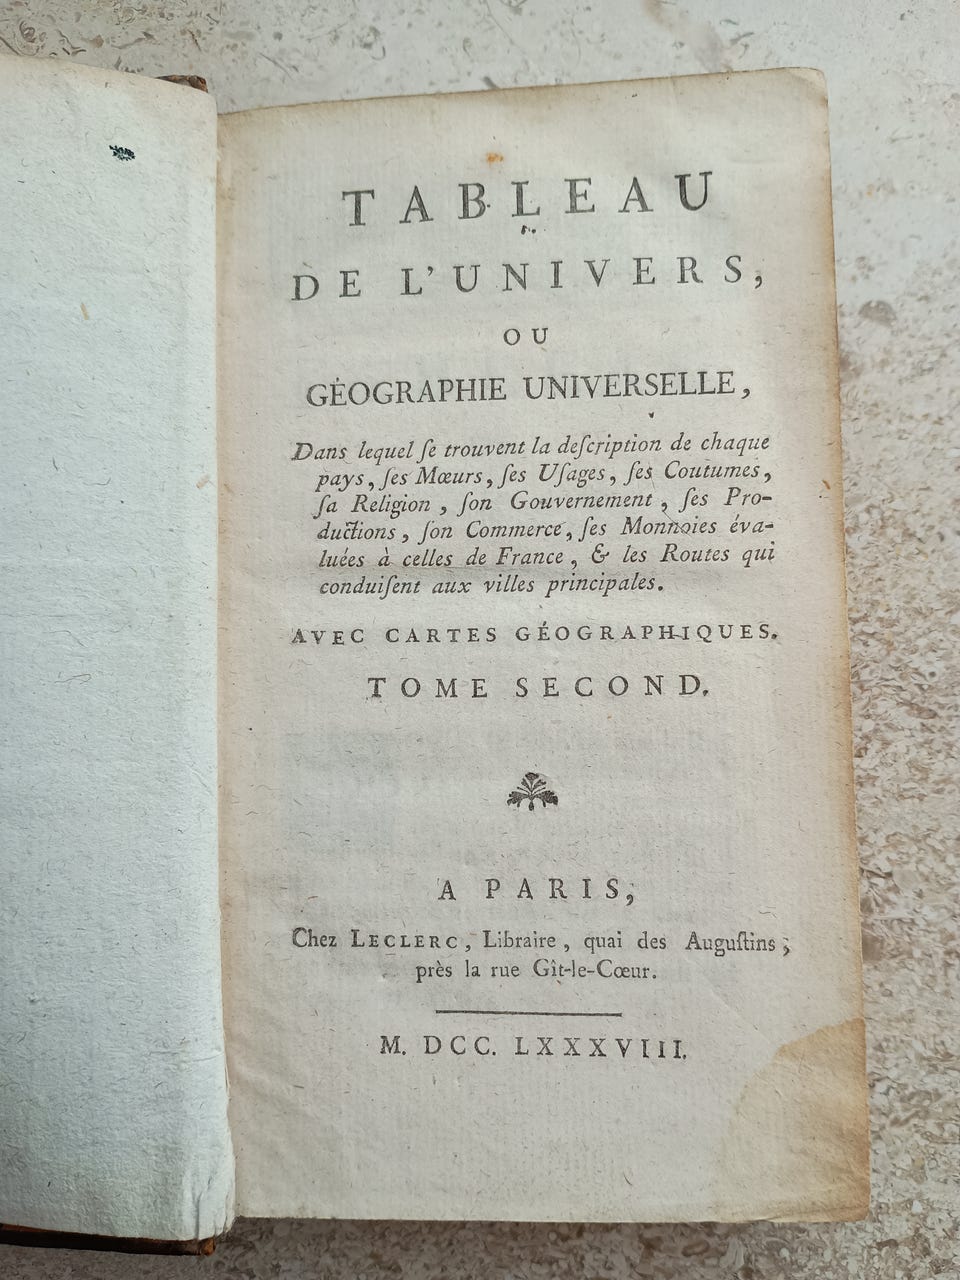 TABLEAU
DE L'UNIVERS,
OU
GÉOGRAPHIE UNIVERSELLE,
Dans lequel ſe trouvent la deſcription de chaque
pays, ſes Mœurs, ſes Uſages, ſes Coutumes,
ſa Religion, ſon Gouvernement, ſes Pro-
ductions, ſon Commerce, ſes Monnoies éva-
luées à celles de France, & les Routes qui
conduiſent aux villes principales.
AVEC CARTES GÉOGRAPHIQUES.
TOME SECOND.
A PARIS,
Chez LECLERC, Libraire, quai des Auguſtins;
près la rue Gît-le-Cœur.
M. DCC. LXXXVIII.